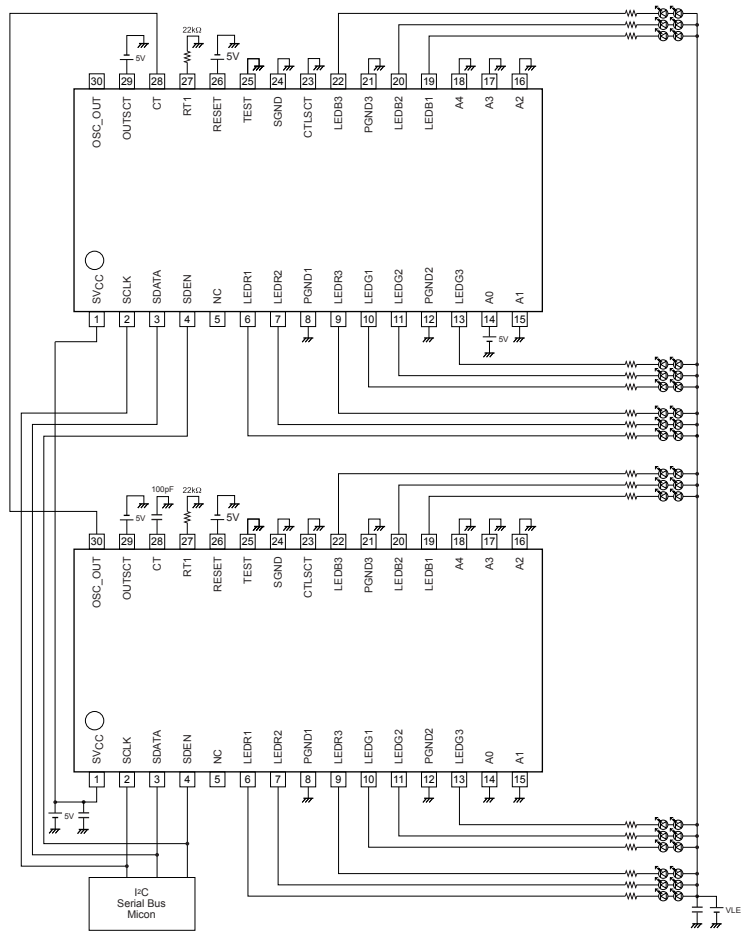 22kΩ
5V
5V
30 29 28 27 26 25 24 23 22 21 20 19 18 17 16
OSC_OUT
OUTSCT
CT
RT1
RESET
TEST
SGND
CTLSCT
LEDB3
PGND3
LEDB2
LEDB1
A4
A3
A2
SVCC
SCLK
SDATA
SDEN
NC
LEDR1
LEDR2
PGND1
LEDR3
LEDG1
LEDG2
PGND2
LEDG3
A0
A1
1 2 3 4 5 6 7 8 9 10 11 12 13 14 15
5V
100pF 22kΩ
5V
5V
30 29 28 27 26 25 24 23 22 21 20 19 18 17 16
OSC_OUT
OUTSCT
CT
RT1
RESET
TEST
SGND
CTLSCT
LEDB3
PGND3
LEDB2
LEDB1
A4
A3
A2
SVCC
SCLK
SDATA
SDEN
NC
LEDR1
LEDR2
PGND1
LEDR3
LEDG1
LEDG2
PGND2
LEDG3
A0
A1
1 2 3 4 5 6 7 8 9 10 11 12 13 14 15
5V
I²C
Serial Bus
Micon
VLE